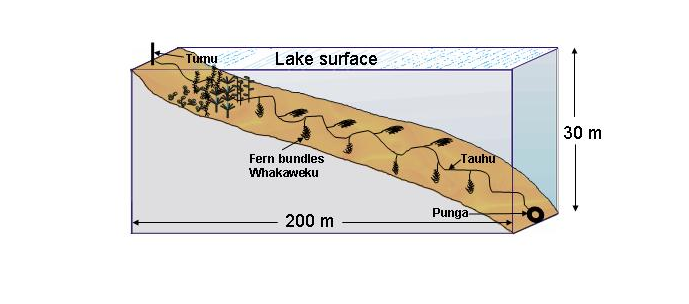 Tumu
Lake surface
30 m
Fern bundles
Whakaweku
Tauhu
Punga
200 m